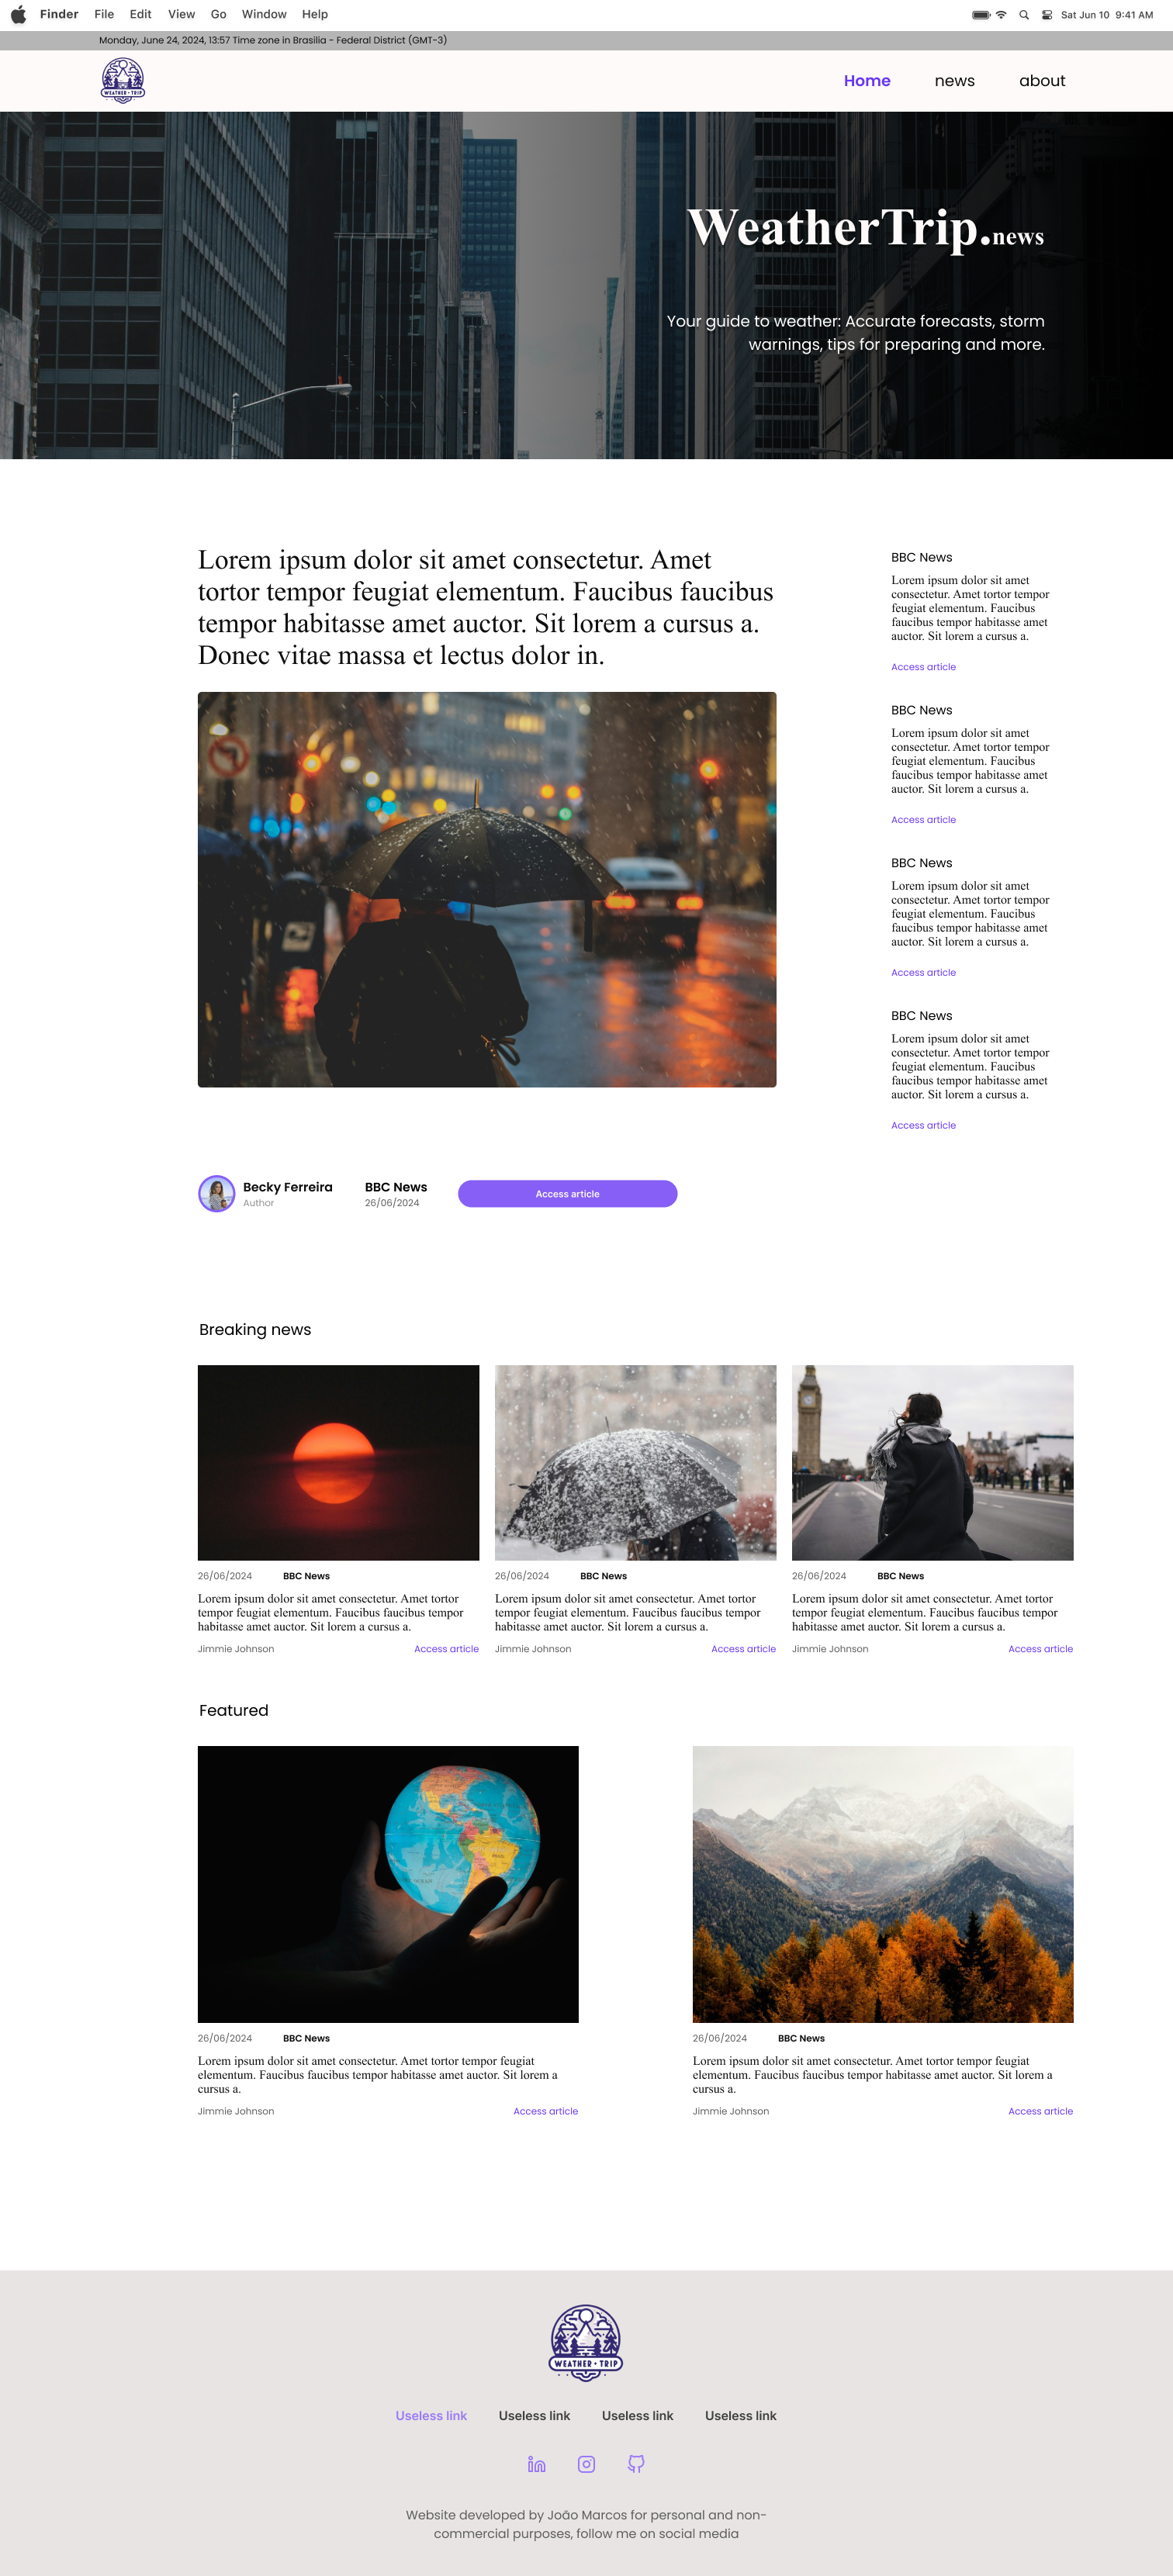 Finder File Edit View Go Window Help Sat Jun 10 9:41 AM
Monday, June 24, 2024, 13:57 Time zone in Brasilia - Federal District (GMT-3)
WEATHER • TRIP
Home news about
WeatherTrip.news
Your guide to weather: Accurate forecasts, storm
warnings, tips for preparing and more.
Lorem ipsum dolor sit amet consectetur. Amet
tortor tempor feugiat elementum. Faucibus faucibus
tempor habitasse amet auctor. Sit lorem a cursus a.
Donec vitae massa et lectus dolor in.
BBC News
Lorem ipsum dolor sit amet
consectetur. Amet tortor tempor
feugiat elementum. Faucibus
faucibus tempor habitasse amet
auctor. Sit lorem a cursus a.
Access article
BBC News
Lorem ipsum dolor sit amet
consectetur. Amet tortor tempor
feugiat elementum. Faucibus
faucibus tempor habitasse amet
auctor. Sit lorem a cursus a.
Access article
BBC News
Lorem ipsum dolor sit amet
consectetur. Amet tortor tempor
feugiat elementum. Faucibus
faucibus tempor habitasse amet
auctor. Sit lorem a cursus a.
Access article
BBC News
Lorem ipsum dolor sit amet
consectetur. Amet tortor tempor
feugiat elementum. Faucibus
faucibus tempor habitasse amet
auctor. Sit lorem a cursus a.
Access article
Becky Ferreira
Author
BBC News
26/06/2024
Access article
Breaking news
26/06/2024 BBC News
Lorem ipsum dolor sit amet consectetur. Amet tortor
tempor feugiat elementum. Faucibus faucibus tempor
habitasse amet auctor. Sit lorem a cursus a.
Jimmie Johnson Access article
26/06/2024 BBC News
Lorem ipsum dolor sit amet consectetur. Amet tortor
tempor feugiat elementum. Faucibus faucibus tempor
habitasse amet auctor. Sit lorem a cursus a.
Jimmie Johnson Access article
26/06/2024 BBC News
Lorem ipsum dolor sit amet consectetur. Amet tortor
tempor feugiat elementum. Faucibus faucibus tempor
habitasse amet auctor. Sit lorem a cursus a.
Jimmie Johnson Access article
Featured
26/06/2024 BBC News
Lorem ipsum dolor sit amet consectetur. Amet tortor tempor feugiat
elementum. Faucibus faucibus tempor habitasse amet auctor. Sit lorem a
cursus a.
Jimmie Johnson Access article
26/06/2024 BBC News
Lorem ipsum dolor sit amet consectetur. Amet tortor tempor feugiat
elementum. Faucibus faucibus tempor habitasse amet auctor. Sit lorem a
cursus a.
Jimmie Johnson Access article
WEATHER • TRIP
Useless link Useless link Useless link Useless link
Website developed by João Marcos for personal and non-
commercial purposes, follow me on social media